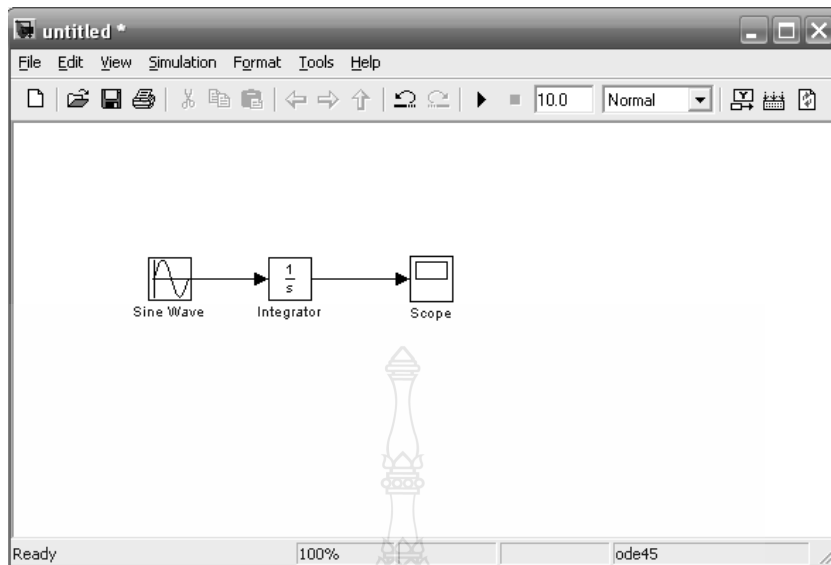 untitled *
File Edit View Simulation Format Tools Help
10.0 Normal
1
s
Sine Wave Integrator Scope
Ready 100% ode45